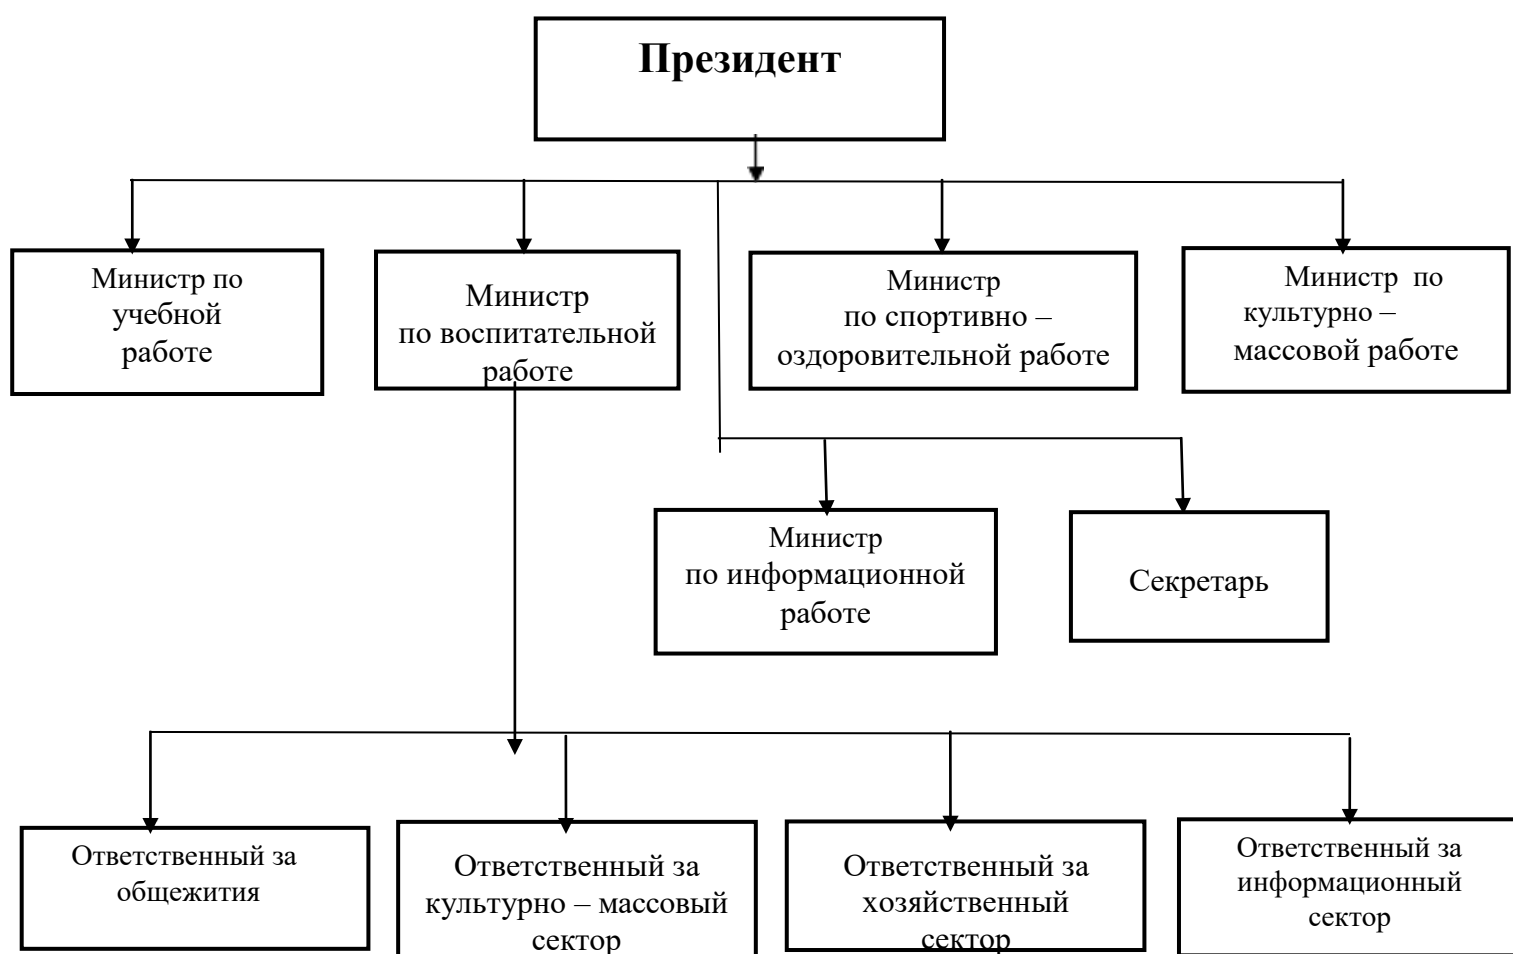 Президент
Министр по
учебной
работе
Министр
по воспитательной
работе
Министр
по спортивно –
оздоровительной работе
Министр по
культурно –
массовой работе
Министр
по информационной
работе
Секретарь
Ответственный за
общежития
Ответственный за
культурно – массовый
сектор
Ответственный за
хозяйственный
сектор
Ответственный за
информационный
сектор